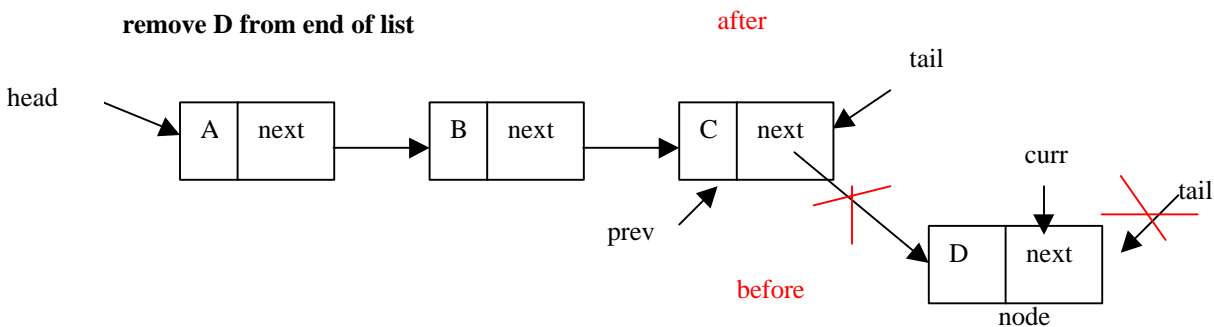 remove D from end of list
after
tail
head
A next
B next
C next
curr
tail
prev
D next
before
node